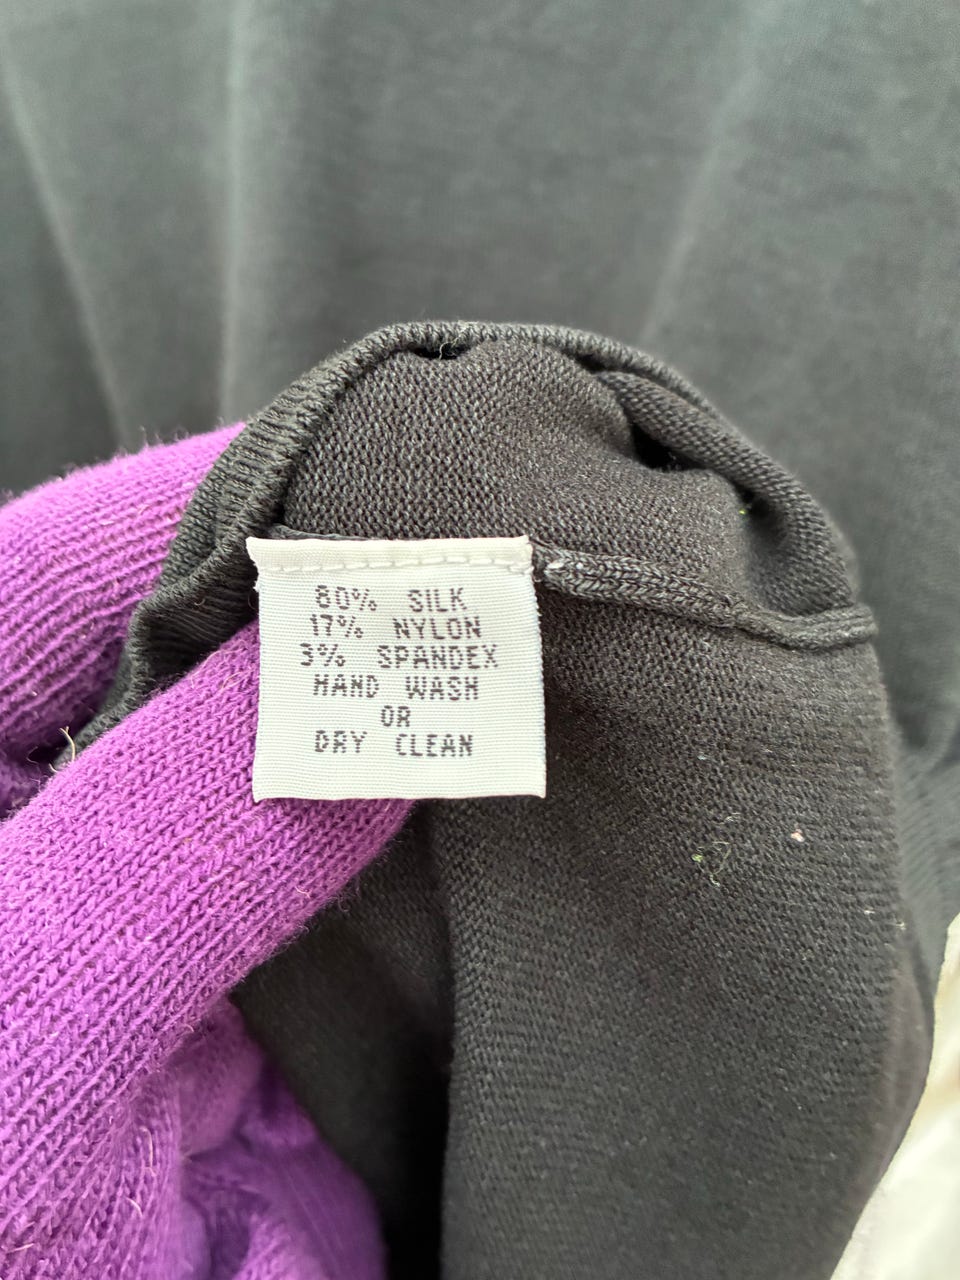 80% SILK
17% NYLON
3% SPANDEX
HAND WASH
OR
DRY CLEAN